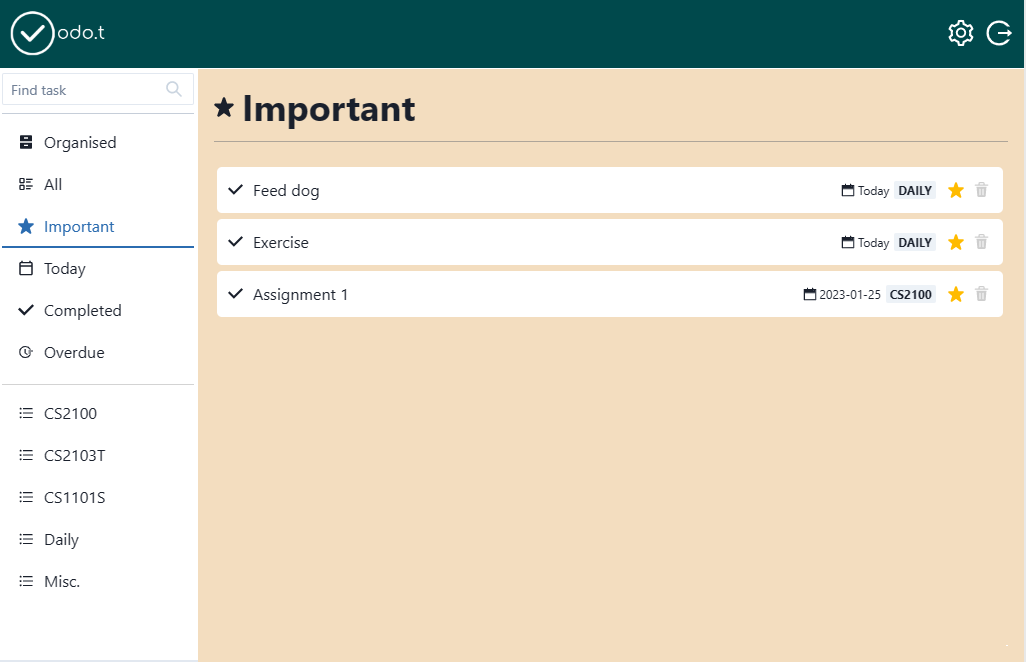 odo.t
Find task
Organised
All
Important
Today
Completed
Overdue
CS2100
CS2103T
CS1101S
Daily
Misc.
Important
Feed dog Today DAILY
Exercise Today DAILY
Assignment 1 2023-01-25 CS2100